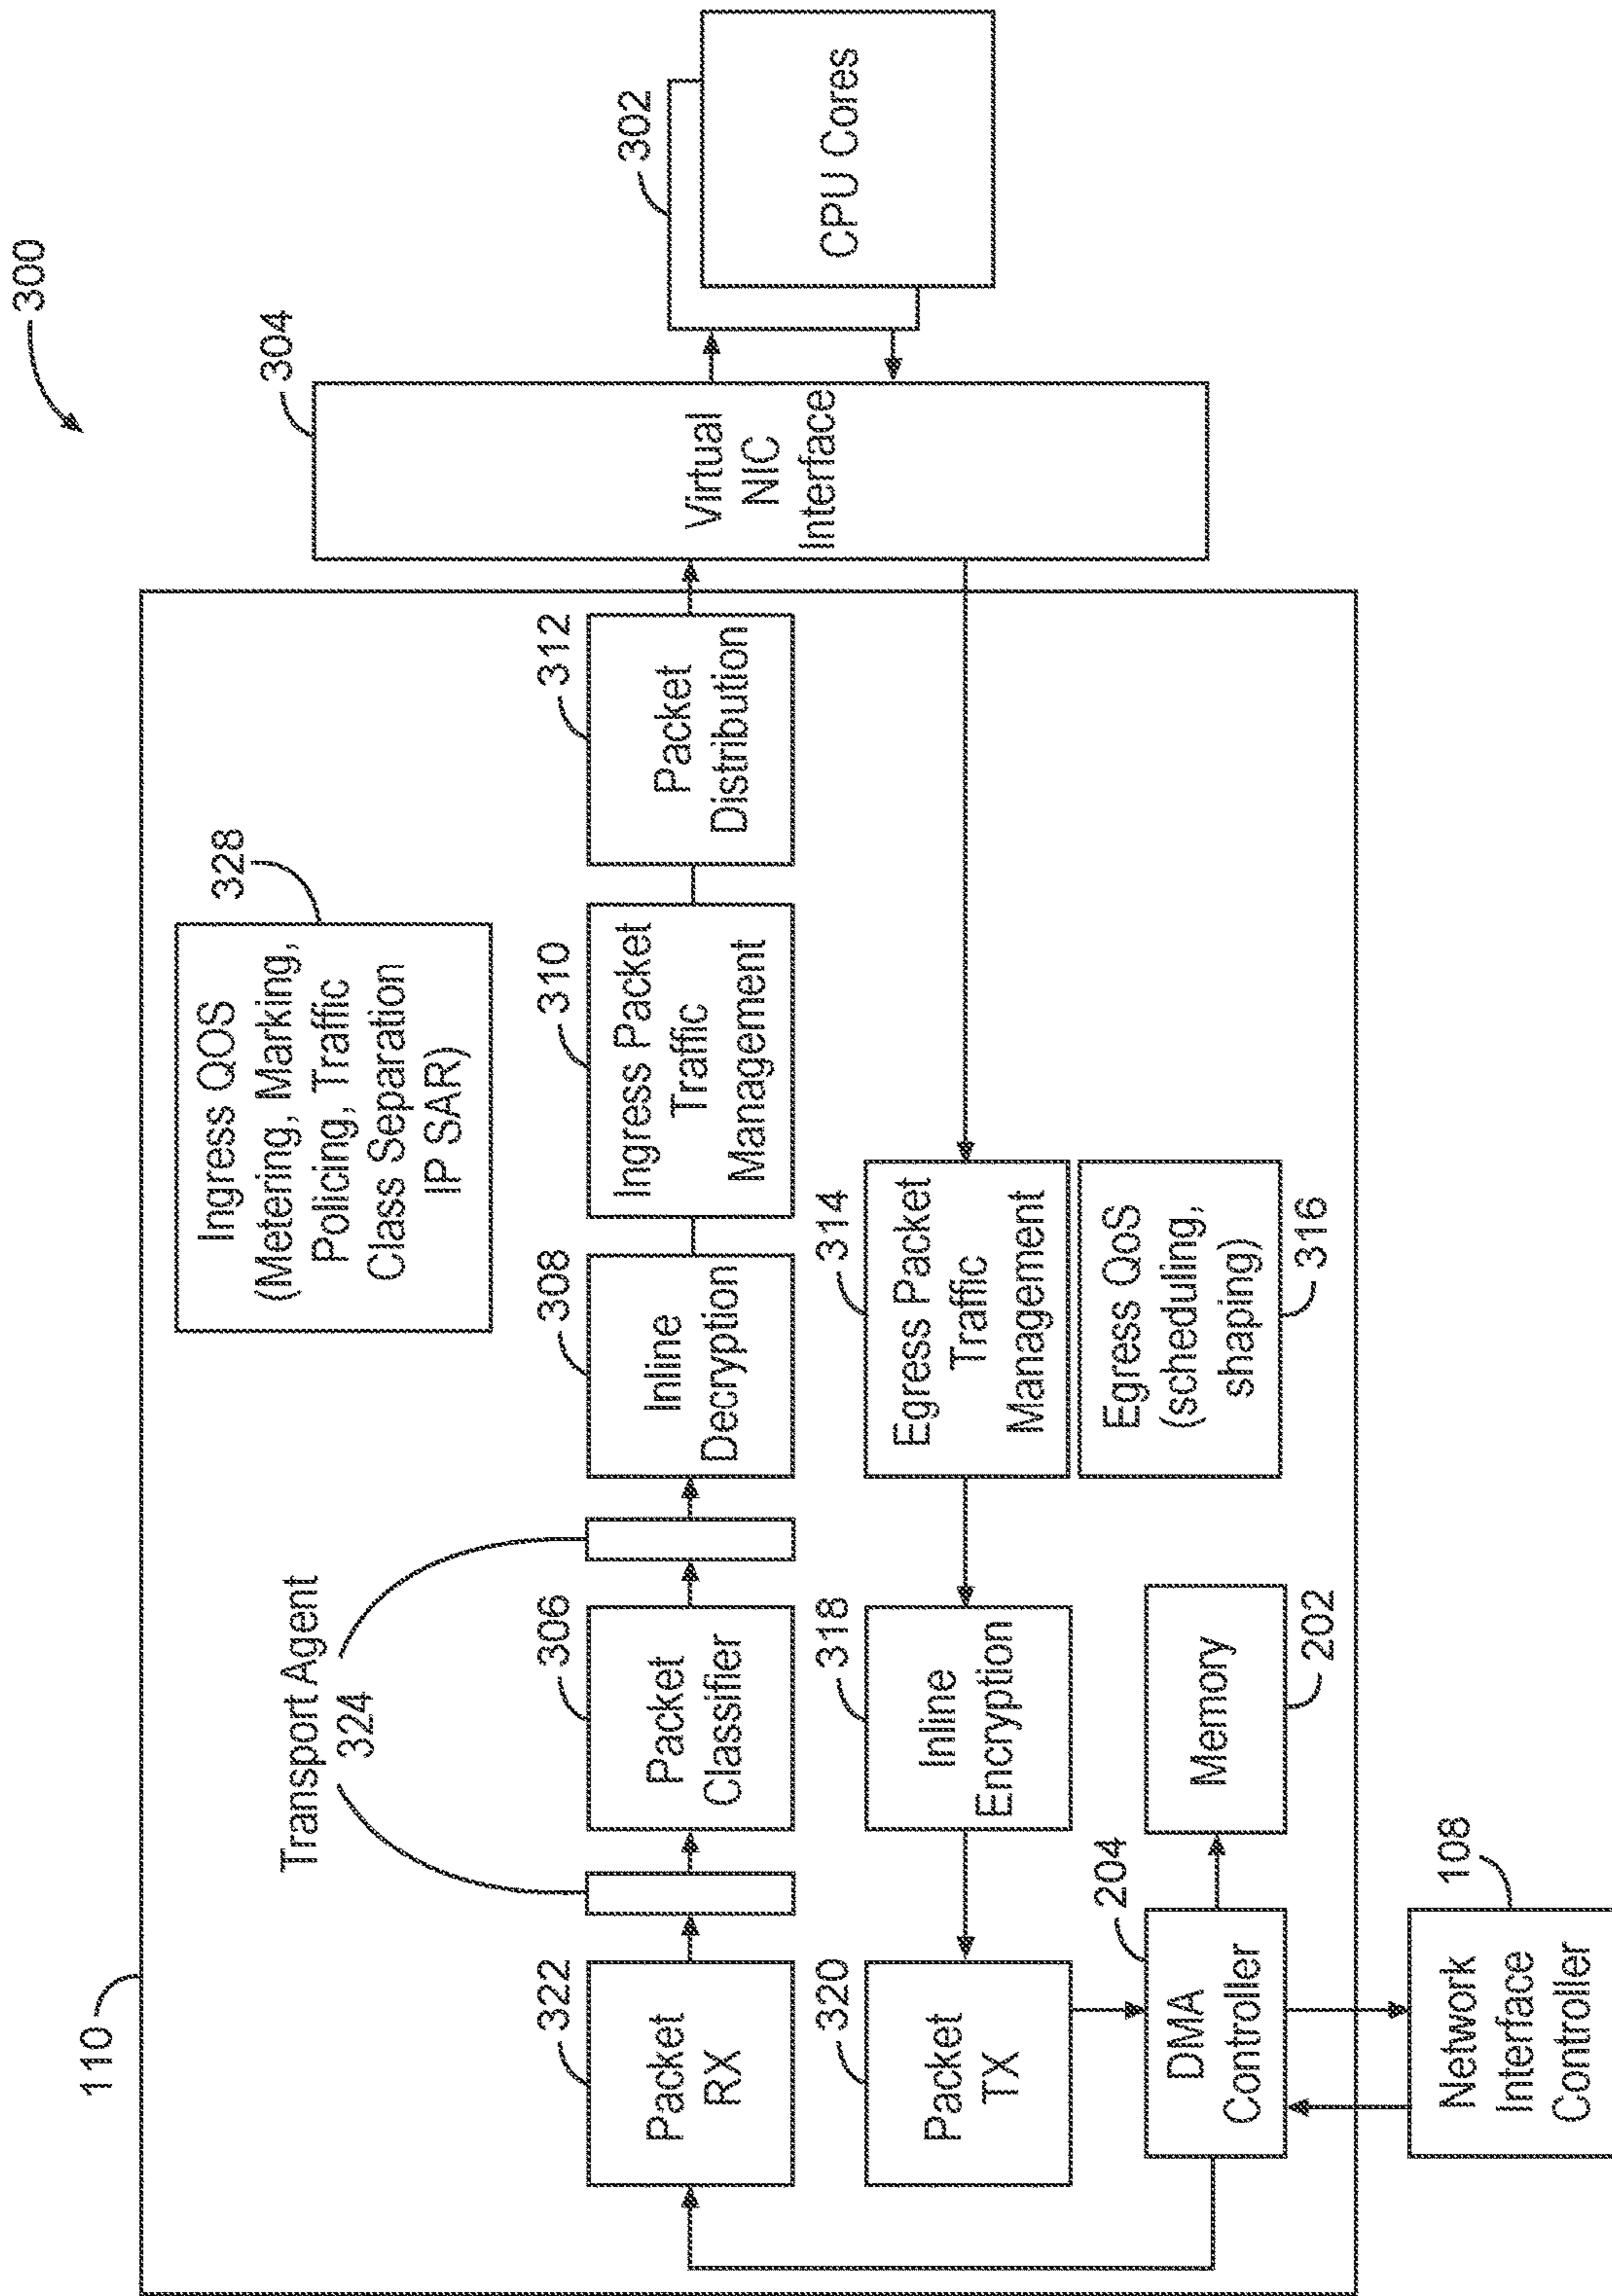 300
110
304
302
328
Ingress QOS
(Metering, Marking,
Policing, Traffic
Class Separation
IP SAR)
Transport Agent
324
322
Packet
RX
306
Packet
Classifier
308
Inline
Decryption
310
Ingress Packet
Traffic
Management
312
Packet
Distribution
Virtual
NIC
Interface
CPU Cores
320
Packet
TX
318
Inline
Encryption
314
Egress Packet
Traffic
Management
Egress QoS
(scheduling,
shaping)
316
204
DMA
Controller
Memory
202
108
Network
Interface
Controller